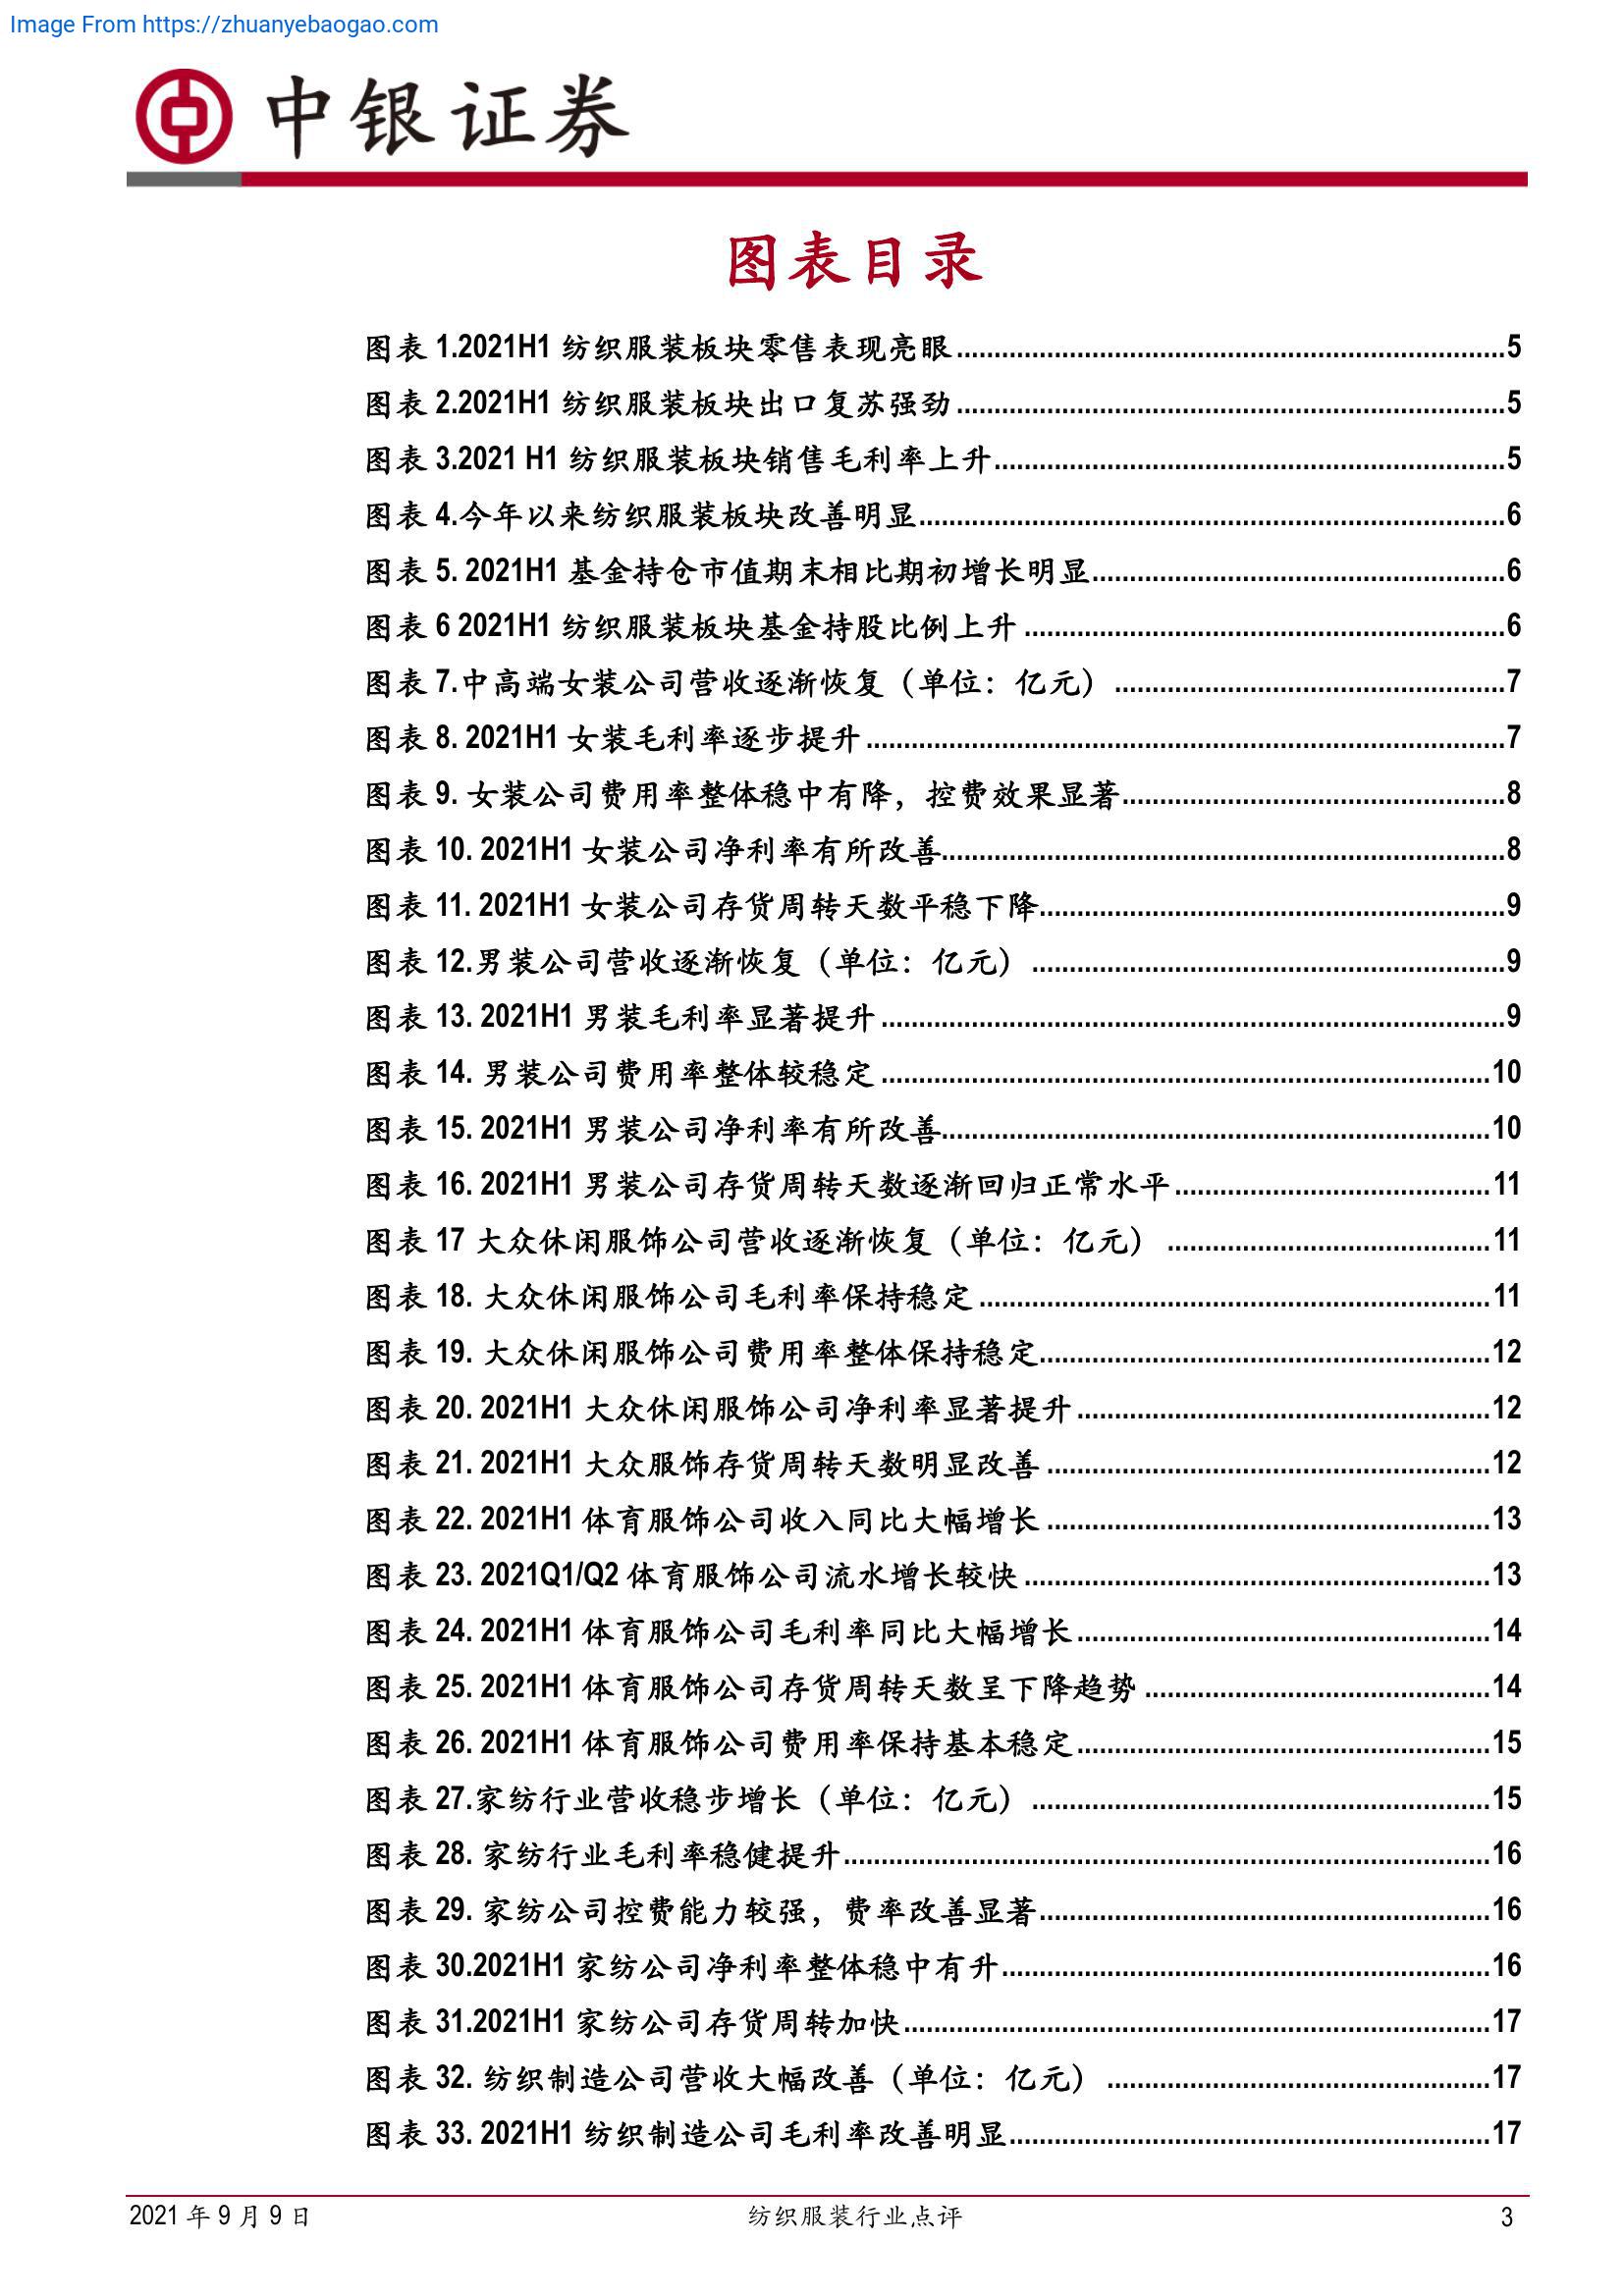 Image From https://zhuanyebaogao.com
中银证券
图表目录
图表 1.2021H1 纺织服装板块零售表现亮眼..........5
图表 2.2021H1 纺织服装板块出口复苏强劲..........5
图表 3.2021 H1 纺织服装板块销售毛利率上升..........5
图表 4.今年以来纺织服装板块改善明显..........6
图表 5. 2021H1 基金持仓市值期末相比期初增长明显..........6
图表 6 2021H1 纺织服装板块基金持股比例上升..........6
图表 7.中高端女装公司营收逐渐恢复（单位：亿元）..........7
图表 8. 2021H1 女装毛利率逐步提升..........7
图表 9. 女装公司费用率整体稳中有降，控费效果显著..........8
图表 10. 2021H1 女装公司净利率有所改善..........8
图表 11. 2021H1 女装公司存货周转天数平稳下降..........9
图表 12.男装公司营收逐渐恢复（单位：亿元）..........9
图表 13. 2021H1 男装毛利率显著提升..........9
图表 14. 男装公司费用率整体较稳定..........10
图表 15. 2021H1 男装公司净利率有所改善..........10
图表 16. 2021H1 男装公司存货周转天数逐渐回归正常水平..........11
图表 17 大众休闲服饰公司营收逐渐恢复（单位：亿元）..........11
图表 18. 大众休闲服饰公司毛利率保持稳定..........11
图表 19. 大众休闲服饰公司费用率整体保持稳定..........12
图表 20. 2021H1 大众休闲服饰公司净利率显著提升..........12
图表 21. 2021H1 大众服饰存货周转天数明显改善..........12
图表 22. 2021H1 体育服饰公司收入同比大幅增长..........13
图表 23. 2021Q1/Q2 体育服饰公司流水增长较快..........13
图表 24. 2021H1 体育服饰公司毛利率同比大幅增长..........14
图表 25. 2021H1 体育服饰公司存货周转天数呈下降趋势..........14
图表 26. 2021H1 体育服饰公司费用率保持基本稳定..........15
图表 27.家纺行业营收稳步增长（单位：亿元）..........15
图表 28. 家纺行业毛利率稳健提升..........16
图表 29. 家纺公司控费能力较强，费率改善显著..........16
图表 30.2021H1 家纺公司净利率整体稳中有升..........16
图表 31.2021H1 家纺公司存货周转加快..........17
图表 32. 纺织制造公司营收大幅改善（单位：亿元）..........17
图表 33. 2021H1 纺织制造公司毛利率改善明显..........17
2021 年 9 月 9 日 纺织服装行业点评 3